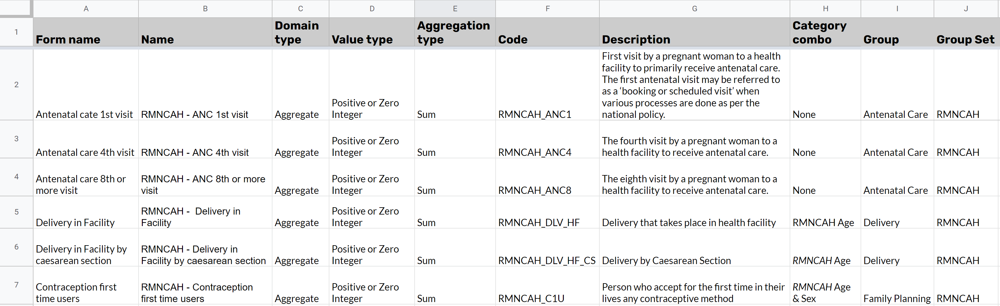 A B C D E F G H I J
1 Form name Name Domain type Value type Aggregation type Code Description Category combo Group Group Set
2 Antenatal cate 1st visit RMNCAH - ANC 1st visit Aggregate Positive or Zero Integer Sum RMNCAH_ANC1 First visit by a pregnant woman to a health facility to primarily receive antenatal care. The first antenatal visit may be referred to as a ‘booking or scheduled visit’ when various processes are done as per the national policy. None Antenatal Care RMNCAH
3 Antenatal care 4th visit RMNCAH - ANC 4th visit Aggregate Positive or Zero Integer Sum RMNCAH_ANC4 The fourth visit by a pregnant woman to a health facility to receive antenatal care. None Antenatal Care RMNCAH
4 Antenatal care 8th or more visit RMNCAH - ANC 8th or more visit Aggregate Positive or Zero Integer Sum RMNCAH_ANC8 The eighth visit by a pregnant woman to a health facility to receive antenatal care. None Antenatal Care RMNCAH
5 Delivery in Facility RMNCAH - Delivery in Facility Aggregate Positive or Zero Integer Sum RMNCAH_DLV_HF Delivery that takes place in health facility RMNCAH Age Delivery RMNCAH
6 Delivery in Facility by caesarean section RMNCAH - Delivery in Facility by caesarean section Aggregate Positive or Zero Integer Sum RMNCAH_DLV_HF_CS Delivery by Caesarean Section RMNCAH Age Delivery RMNCAH
7 Contraception first time users RMNCAH - Contraception first time users Aggregate Positive or Zero Integer Sum RMNCAH_C1U Person who accept for the first time in their lives any contraceptive method RMNCAH Age & Sex Family Planning RMNCAH